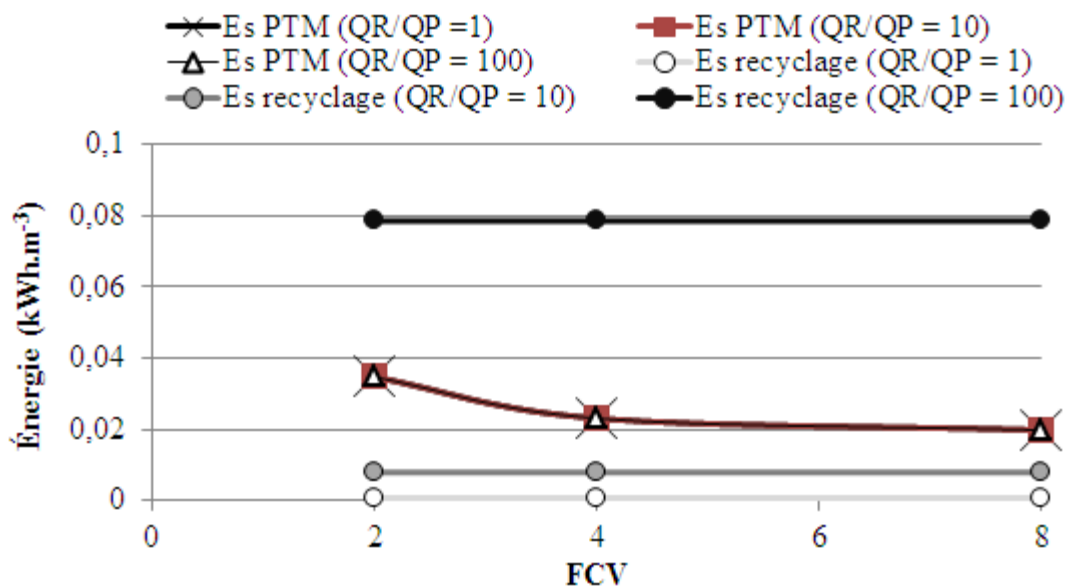 Es PTM (QR/QP =1) Es PTM (QR/QP = 10)
Es PTM (QR/QP = 100) Es recyclage (QR/QP = 1)
Es recyclage (QR/QP = 10) Es recyclage (QR/QP = 100)
0,1
0,08
0,06
0,04
0,02
0
Énergie (kWh.m⁻³)
0 2 4 6 8
FCV